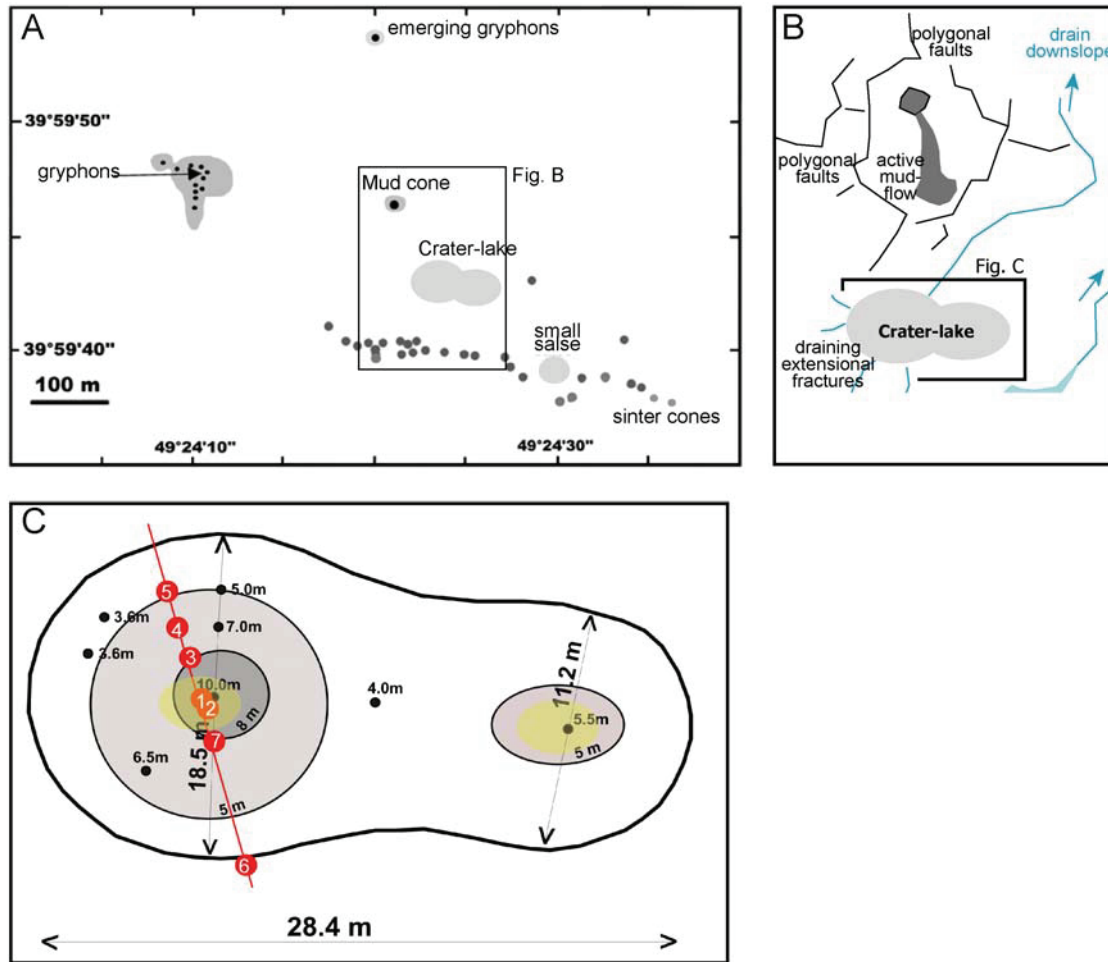 A
emerging gryphons
39°59'50"
gryphons
Fig. B
Mud cone
Crater-lake
small
salse
39°59'40"
100 m
sinter cones
49°24'10"
49°24'30"
B
polygonal
faults
drain
downslope
polygonal
faults
active
mud-
flow
Fig. C
Crater-lake
draining
extensional
fractures
C
5
5.0m
3.6m
4
7.0m
3.6m
3
11.2 m
10.0m
1
2
4.0m
8 m
5.5m
7
5 m
6.5m
18.5 m
5 m
6
28.4 m